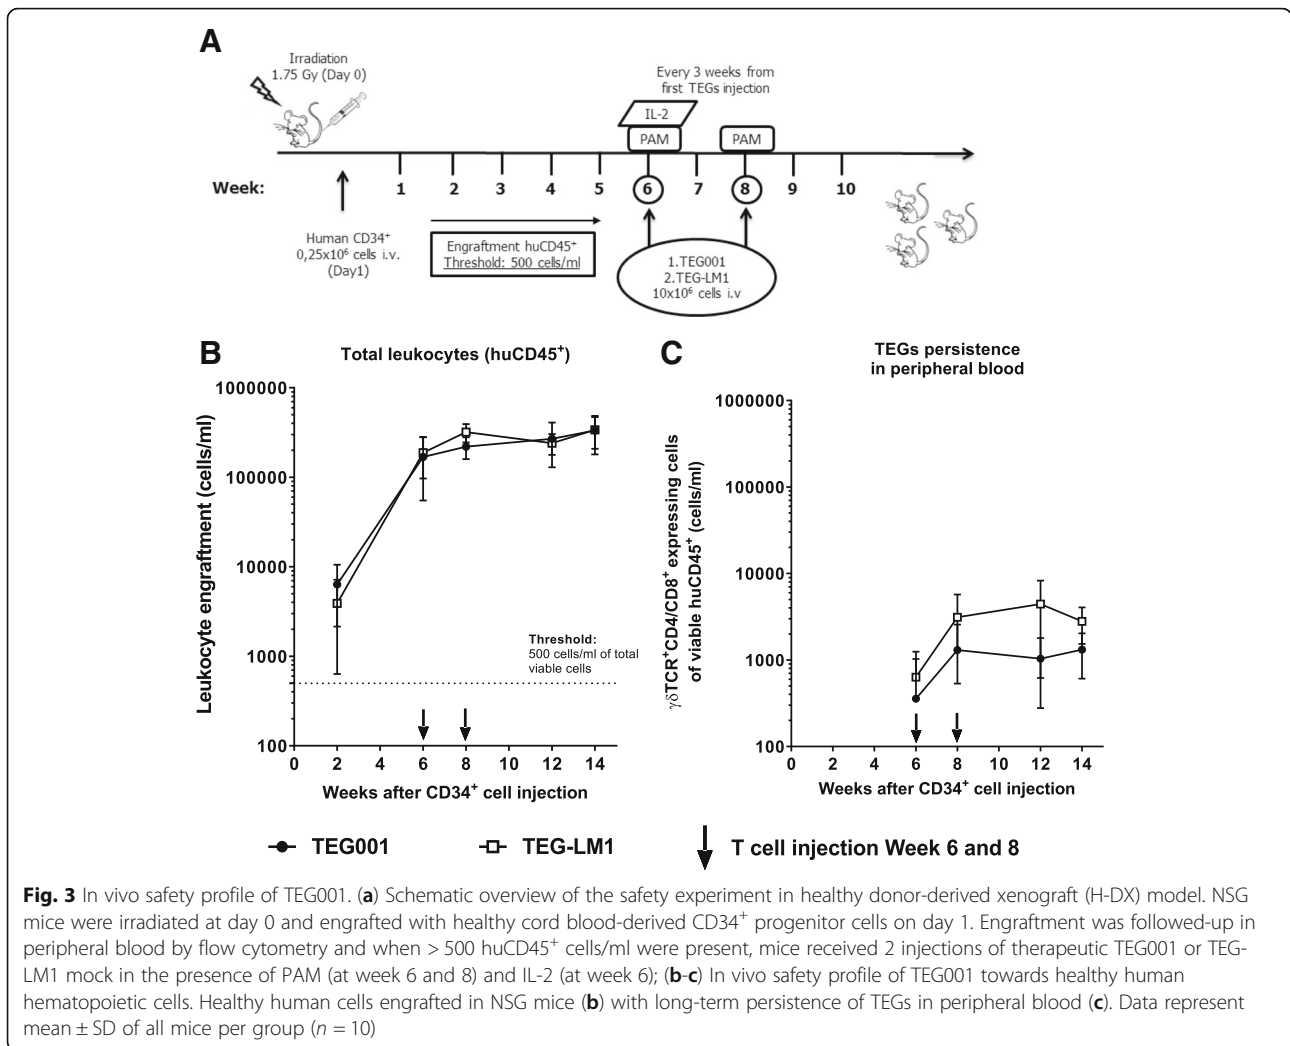 A
Irradiation
1.75 Gy (Day 0)
Every 3 weeks from
first TEGs injection
IL-2
PAM
PAM
Week:
1 2 3 4 5 6 7 8 9 10
Human CD34⁺
0,25x10⁶ cells i.v.
(Day1)
Engraftment huCD45⁺
Threshold: 500 cells/ml
1.TEG001
2.TEG-LM1
10x10⁶ cells i.v
B
Total leukocytes (huCD45⁺)
Leukocyte engraftment (cells/ml)
1000000
100000
10000
1000
100
Threshold:
500 cells/ml of total
viable cells
0 2 4 6 8 10 12 14
Weeks after CD34⁺ cell injection
C
TEGs persistence
in peripheral blood
γδTCR⁺CD4/CD8⁺ expressing cells
of viable huCD45⁺ (cells/ml)
1000000
100000
10000
1000
100
0 2 4 6 8 10 12 14
Weeks after CD34⁺ cell injection
TEG001
TEG-LM1
T cell injection Week 6 and 8
Fig. 3 In vivo safety profile of TEG001. (a) Schematic overview of the safety experiment in healthy donor-derived xenograft (H-DX) model. NSG
mice were irradiated at day 0 and engrafted with healthy cord blood-derived CD34⁺ progenitor cells on day 1. Engraftment was followed-up in
peripheral blood by flow cytometry and when > 500 huCD45⁺ cells/ml were present, mice received 2 injections of therapeutic TEG001 or TEG-
LM1 mock in the presence of PAM (at week 6 and 8) and IL-2 (at week 6); (b-c) In vivo safety profile of TEG001 towards healthy human
hematopoietic cells. Healthy human cells engrafted in NSG mice (b) with long-term persistence of TEGs in peripheral blood (c). Data represent
mean ± SD of all mice per group (n = 10)